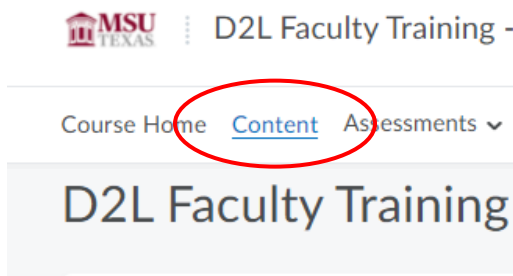 MSU TEXAS D2L Faculty Training -
Course Home Content Assessments
D2L Faculty Training